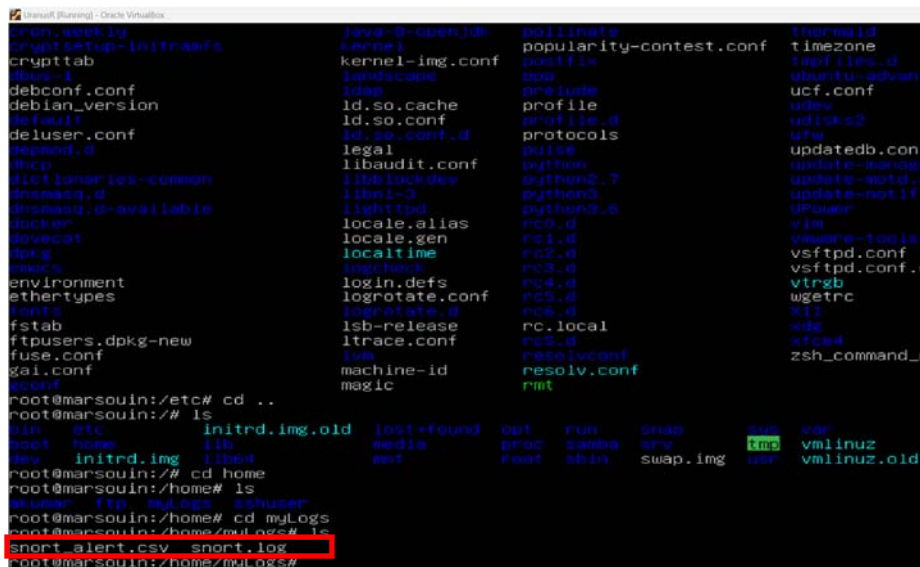 UranusR [Running] - Oracle VirtualBox
cron.weekly java-8-openjdk pollinate thermald
cryptsetup-initramfs kernel popularity-contest.conf timezone
crypttab kernel-img.conf postfix tmpfiles.d
dbus-1 landscape ppp ubuntu-advan
debconf.conf ldap prelude ucf.conf
debian_version ld.so.cache profile udev
default ld.so.conf profile.d udisks2
deluser.conf ld.so.conf.d protocols ufw
depmod.d legal pulse updatedb.con
dhcp libaudit.conf python update-manag
dictionaries-common libblockdev python2.7 update-motd.
dnsmasq.d libnl-3 python3 update-notif
dnsmasq.d-available lighttpd python3.6 UPower
docker locale.alias rc0.d vim
dovecot locale.gen rc1.d vmware-tools
dpkg localtime rc2.d vsftpd.conf
emacs logcheck rc3.d vsftpd.conf.
environment login.defs rc4.d vtrgb
ethertypes logrotate.conf rc5.d wgetrc
fonts logrotate.d rc6.d X11
fstab lsb-release rc.local xdg
ftpusers.dpkg-new ltrace.conf rcS.d xfce4
fuse.conf lvm resolvconf zsh_command_
gai.conf machine-id resolv.conf
gconf magic rmt
root@marsouin:/etc# cd ..
root@marsouin:/# ls
bin etc initrd.img.old lost+found opt run snap sys var
boot home lib media proc samba srv tmp vmlinuz
dev initrd.img lib64 mnt root sbin swap.img usr vmlinuz.old
root@marsouin:/# cd home
root@marsouin:/home# ls
akumar ftp myLogs sshuser
root@marsouin:/home# cd myLogs
root@marsouin:/home/myLogs# ls
snort_alert.csv snort.log
root@marsouin:/home/myLogs#